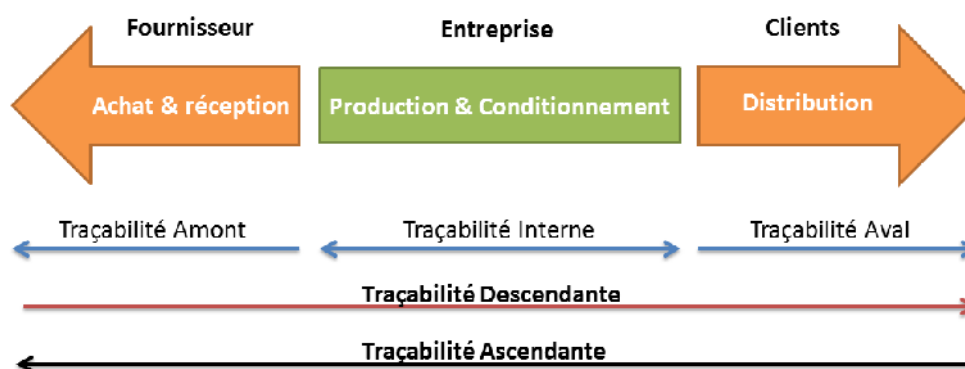 Fournisseur
Entreprise
Clients
Achat & réception
Production & Conditionnement
Distribution
Traçabilité Amont
Traçabilité Interne
Traçabilité Aval
Traçabilité Descendante
Traçabilité Ascendante